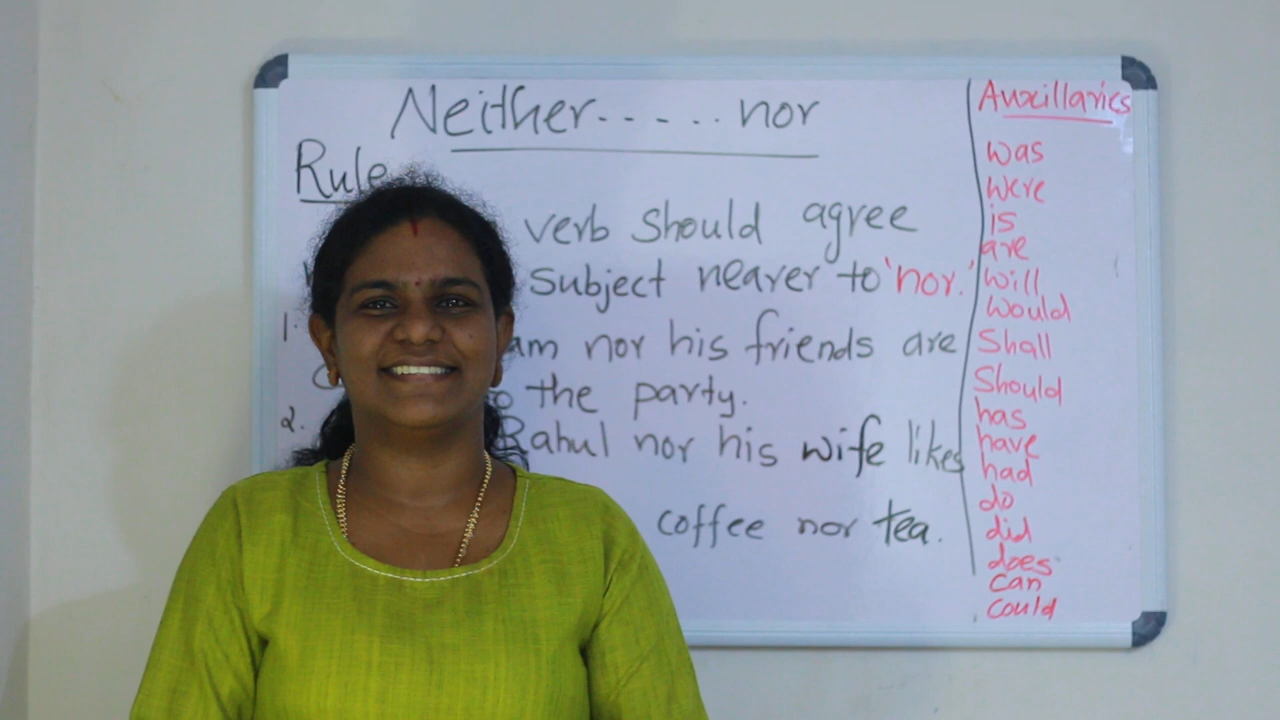 Neither...... nor
Rule
verb should agree
subject nearer to 'nor.'
1. am nor his friends are
the party.
2. Rahul nor his wife likes
coffee nor tea.
Auxillaries
was
were
is
are
will
would
Shall
Should
has
have
had
do
did
does
can
could